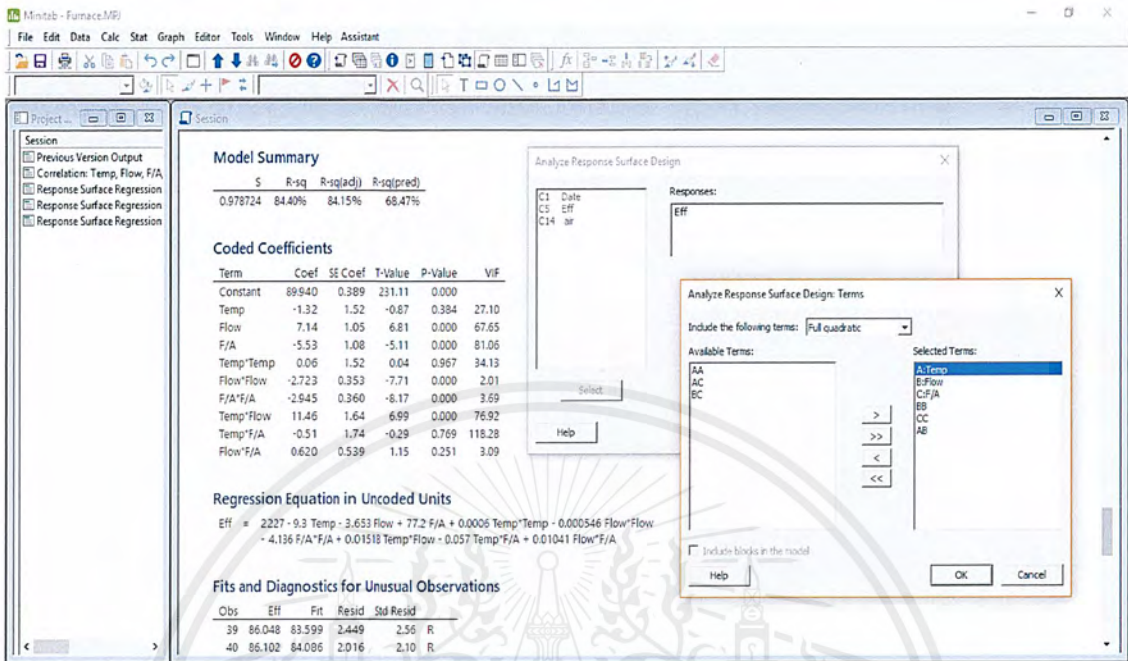 Minitab - Furnace.MPJ
File Edit Data Calc Stat Graph Editor Tools Window Help Assistant
Project ...
Session
Session
Previous Version Output
Correlation: Temp, Flow, F/A,
Response Surface Regression
Response Surface Regression
Response Surface Regression
Model Summary
S R-sq R-sq(adj) R-sq(pred)
0.978724 84.40% 84.15% 68.47%
Coded Coefficients
Term Coef SE Coef T-Value P-Value VIF
Constant 89.940 0.389 231.11 0.000
Temp -1.32 1.52 -0.87 0.384 27.10
Flow 7.14 1.05 6.81 0.000 67.65
F/A -5.53 1.08 -5.11 0.000 81.06
Temp*Temp 0.06 1.52 0.04 0.967 34.13
Flow*Flow -2.723 0.353 -7.71 0.000 2.01
F/A*F/A -2.945 0.360 -8.17 0.000 3.69
Temp*Flow 11.46 1.64 6.99 0.000 76.92
Temp*F/A -0.51 1.74 -0.29 0.769 118.28
Flow*F/A 0.620 0.539 1.15 0.251 3.09
Regression Equation in Uncoded Units
Eff = 2227 - 9.3 Temp - 3.653 Flow + 77.2 F/A + 0.0006 Temp*Temp - 0.000546 Flow*Flow
- 4.136 F/A*F/A + 0.01518 Temp*Flow - 0.057 Temp*F/A + 0.01041 Flow*F/A
Fits and Diagnostics for Unusual Observations
Obs Eff Fit Resid Std Resid
39 86.048 83.599 2.449 2.56 R
40 86.102 84.086 2.016 2.10 R
Analyze Response Surface Design
C1 Date
C5 Eff
C14 air
Responses:
Eff
Select
Help
Analyze Response Surface Design: Terms
Include the following terms: Full quadratic
Available Terms:
AA
AC
BC
>
>>
<
<<
Selected Terms:
A:Temp
B:Flow
C:F/A
BB
CC
AB
Include blocks in the model
Help
OK
Cancel